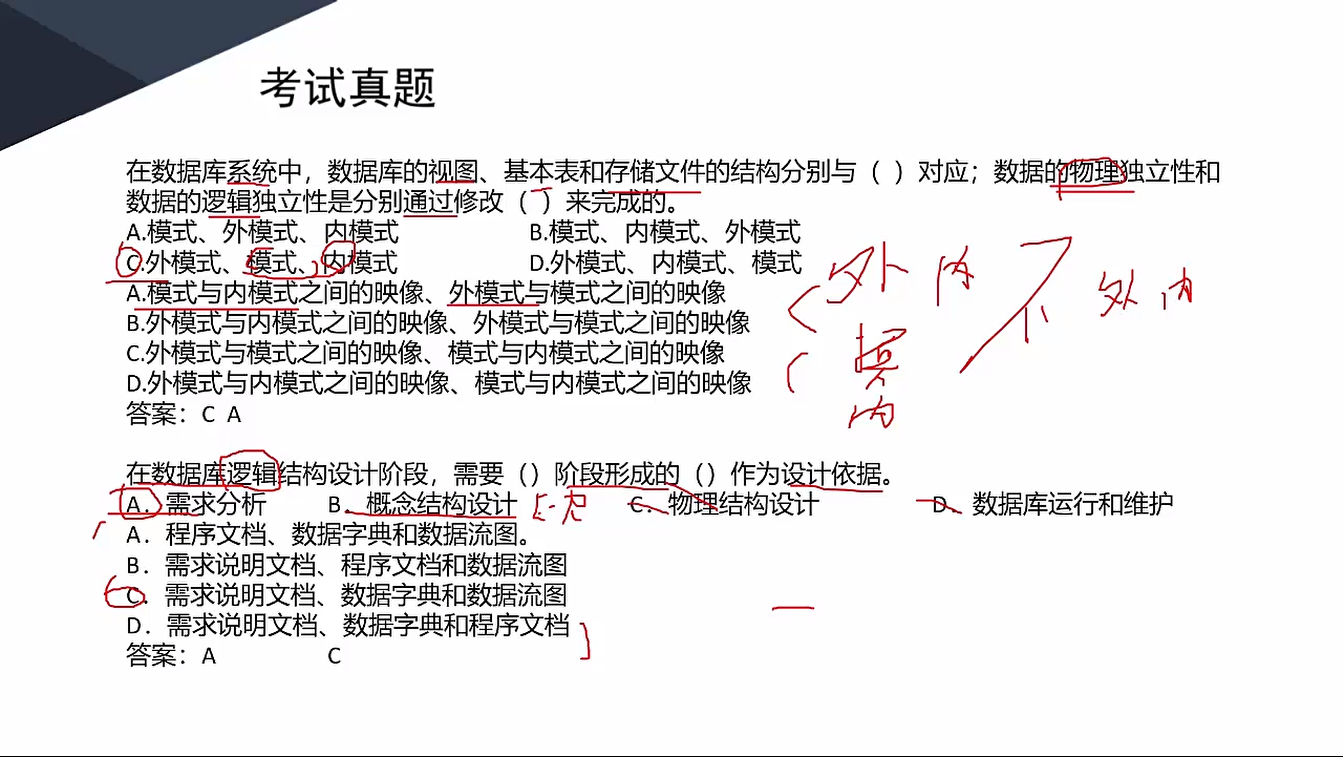 考试真题
在数据库系统中，数据库的视图、基本表和存储文件的结构分别与（ ）对应；数据的物理独立性和
数据的逻辑独立性是分别通过修改（ ）来完成的。
A.模式、外模式、内模式 B.模式、内模式、外模式
C.外模式、模式、内模式 D.外模式、内模式、模式
A.模式与内模式之间的映像、外模式与模式之间的映像
B.外模式与内模式之间的映像、外模式与模式之间的映像
C.外模式与模式之间的映像、模式与内模式之间的映像
D.外模式与内模式之间的映像、模式与内模式之间的映像
答案：C A
外 内 外 内
模
内
在数据库逻辑结构设计阶段，需要（）阶段形成的（）作为设计依据。
A．需求分析 B．概念结构设计 C．物理结构设计 D．数据库运行和维护
A．程序文档、数据字典和数据流图。
B．需求说明文档、程序文档和数据流图
C．需求说明文档、数据字典和数据流图
D．需求说明文档、数据字典和程序文档
答案：A C